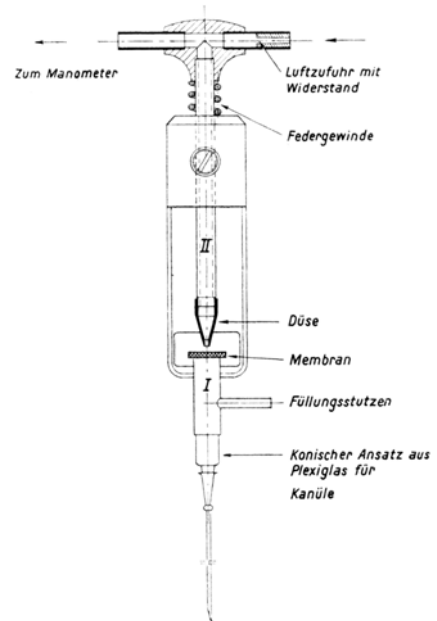 Zum Manometer
Luftzufuhr mit
Widerstand
Federgewinde
II
Düse
Membran
I
Füllungsstutzen
Konischer Ansatz aus
Plexiglas für
Kanüle